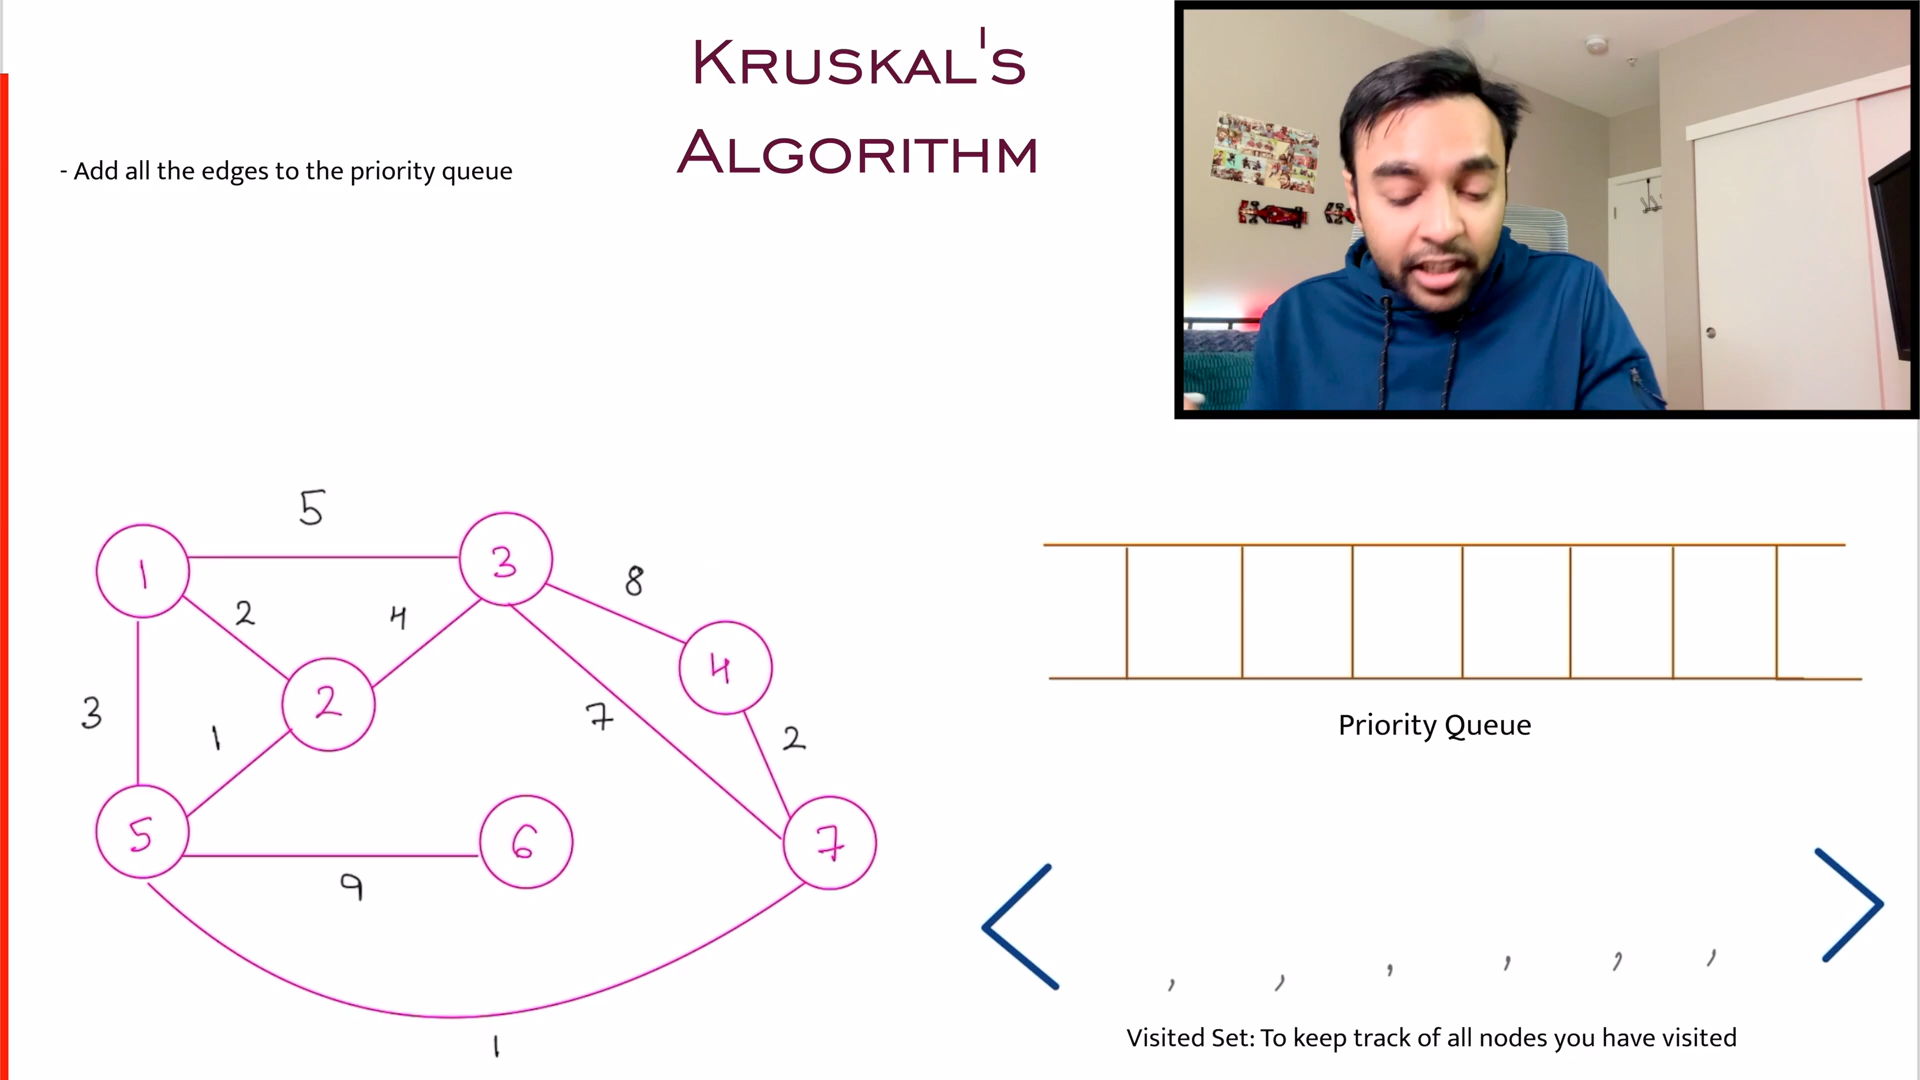 KRUSKAL'S
ALGORITHM
- Add all the edges to the priority queue
5
1
3
8
2
4
4
2
3
1
7
2
5
6
7
9
1
Priority Queue
, , , , , ,
Visited Set: To keep track of all nodes you have visited